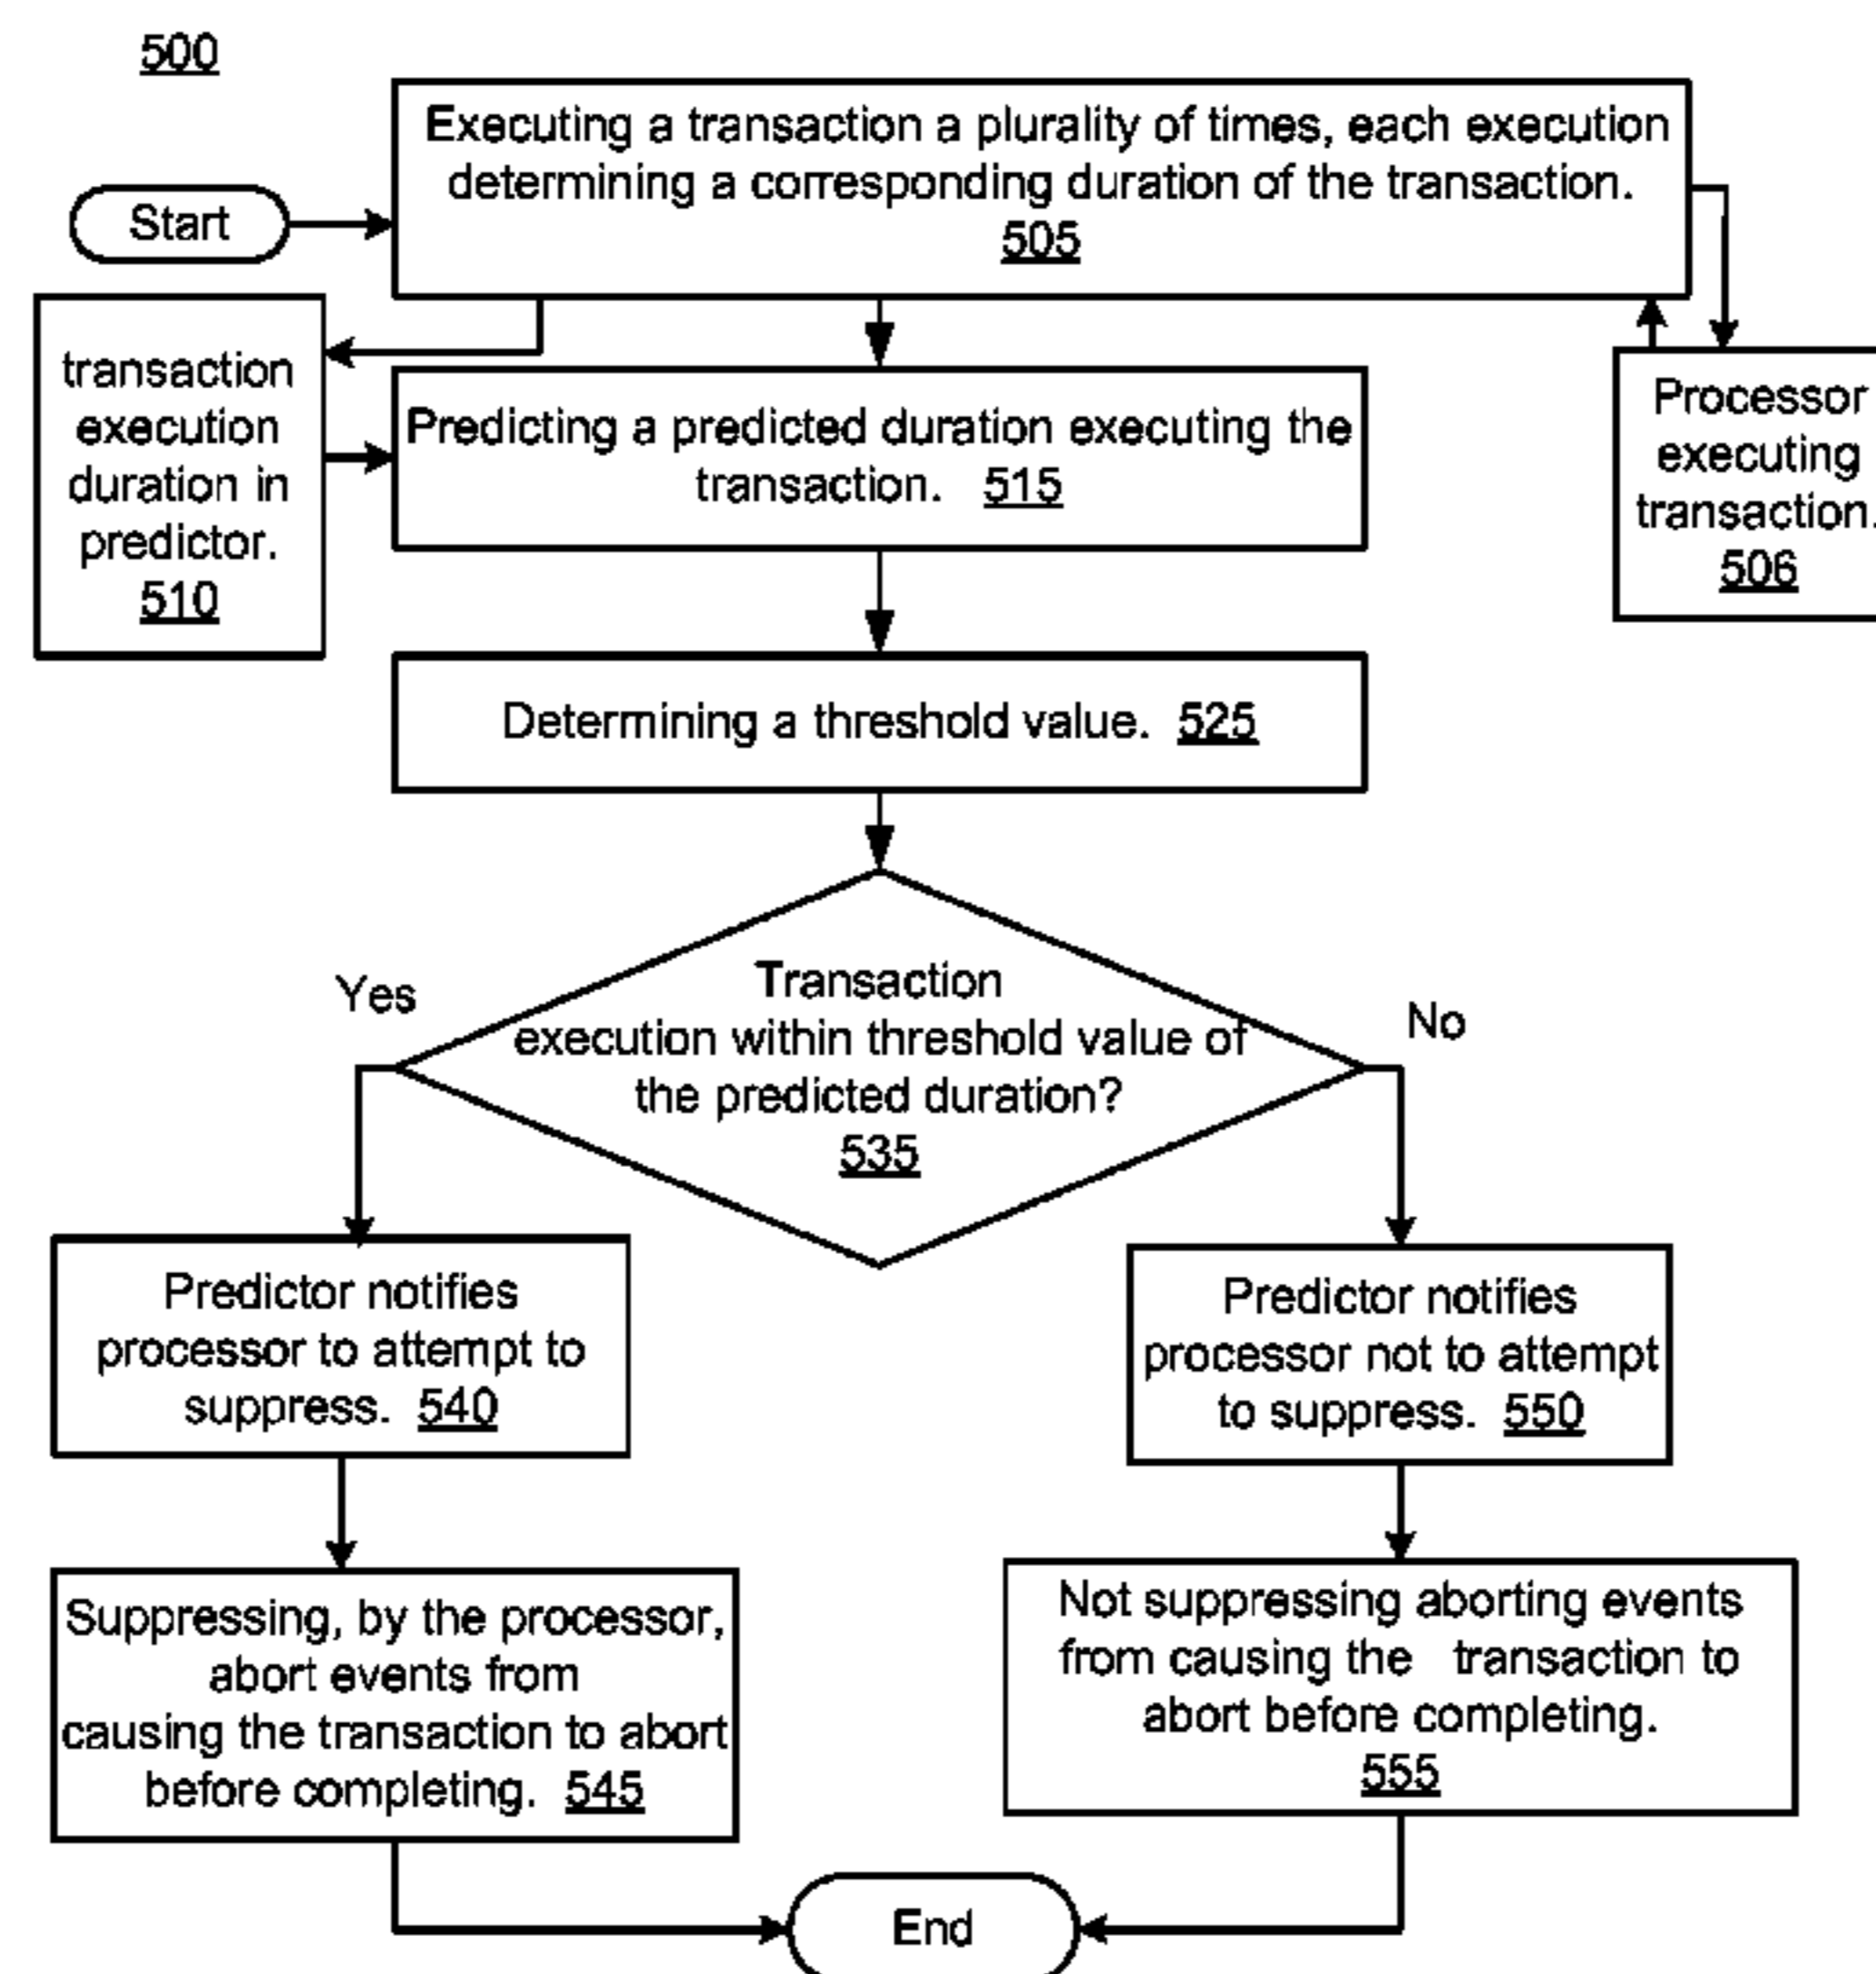 500
Executing a transaction a plurality of times, each execution
determining a corresponding duration of the transaction.
505
Start
transaction
execution
duration in
predictor.
510
Predicting a predicted duration executing the
transaction. 515
Processor
executing
transaction.
506
Determining a threshold value. 525
Transaction
execution within threshold value of
the predicted duration?
535
Yes
No
Predictor notifies
processor to attempt to
suppress. 540
Predictor notifies
processor not to attempt
to suppress. 550
Suppressing, by the processor,
abort events from
causing the transaction to abort
before completing. 545
Not suppressing aborting events
from causing the transaction to
abort before completing.
555
End